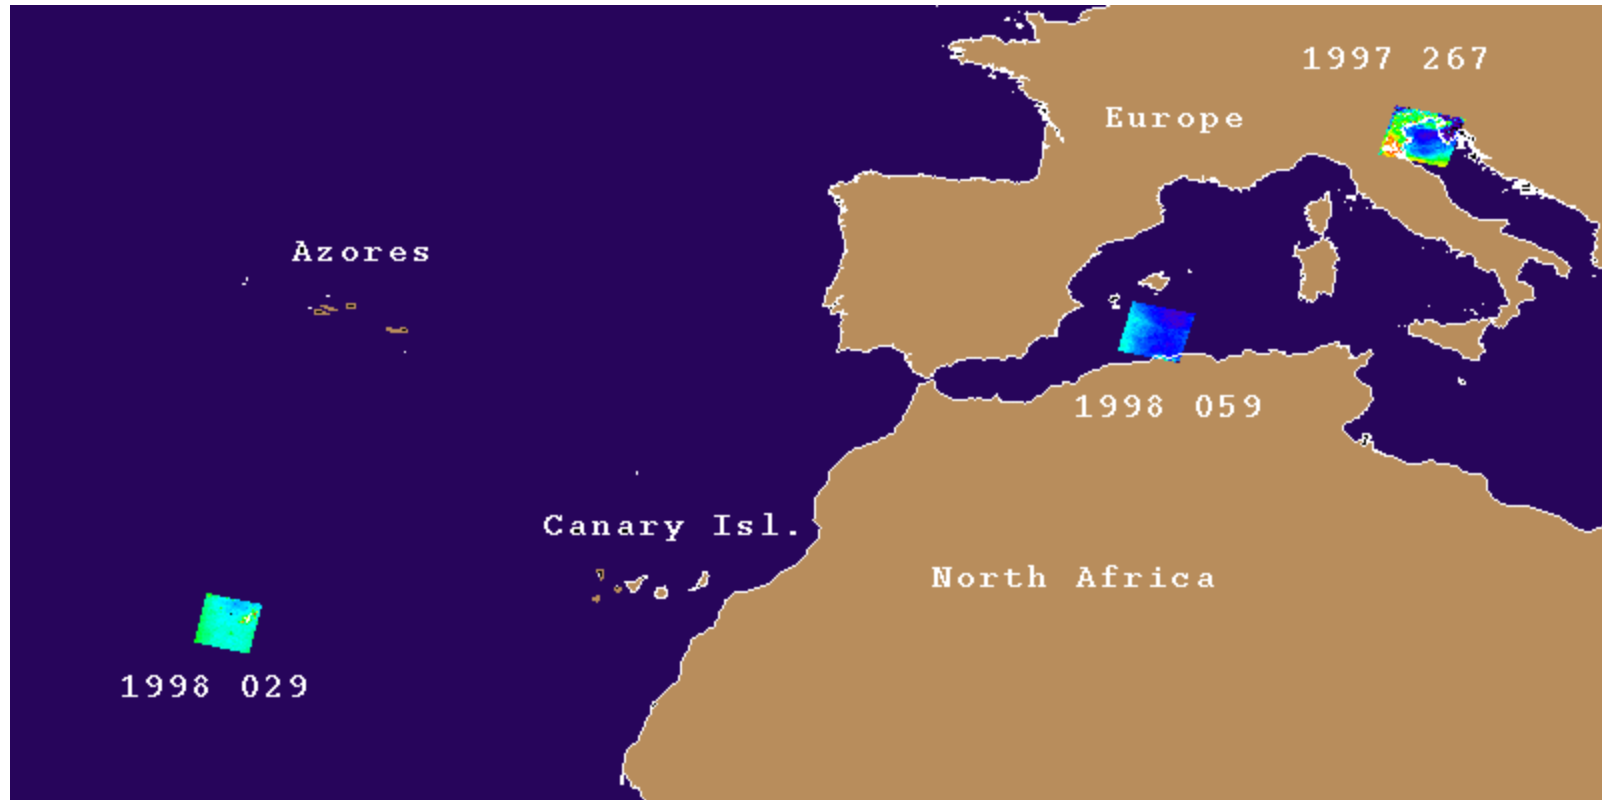 1997 267
Europe
Azores
1998 059
Canary Isl.
North Africa
1998 029